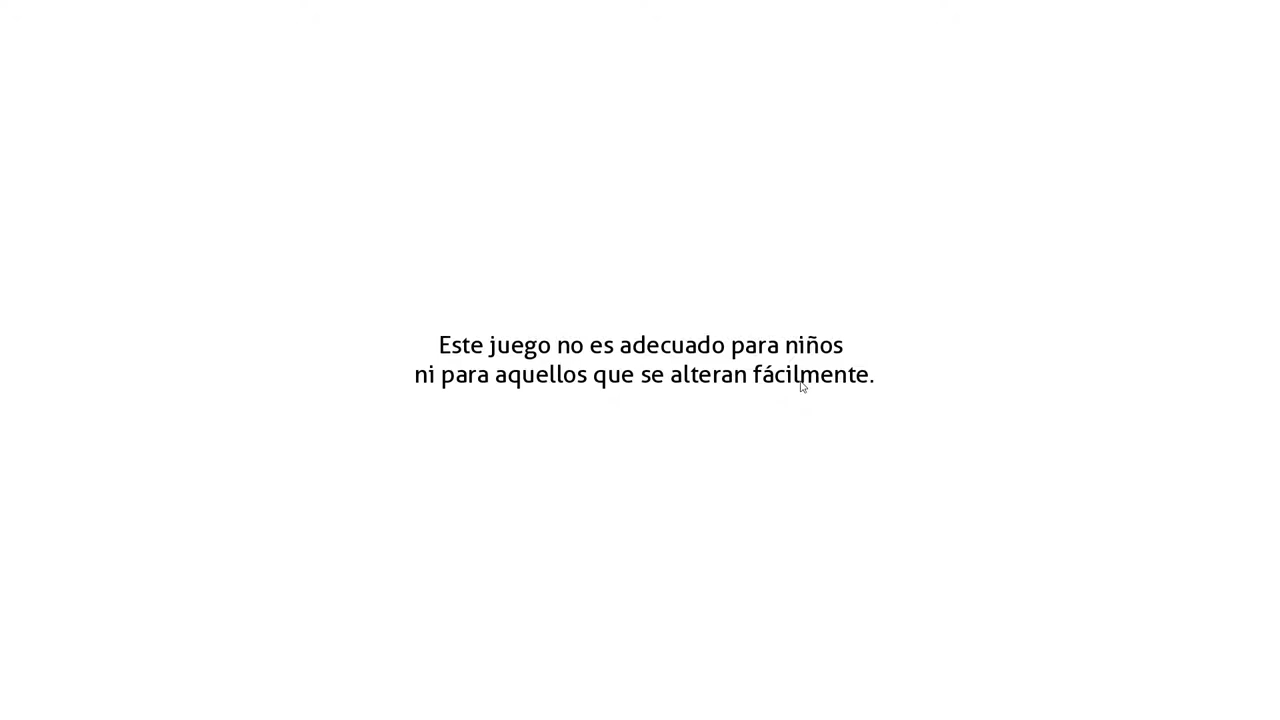 Este juego no es adecuado para niños
ni para aquellos que se alteran fácilmente.